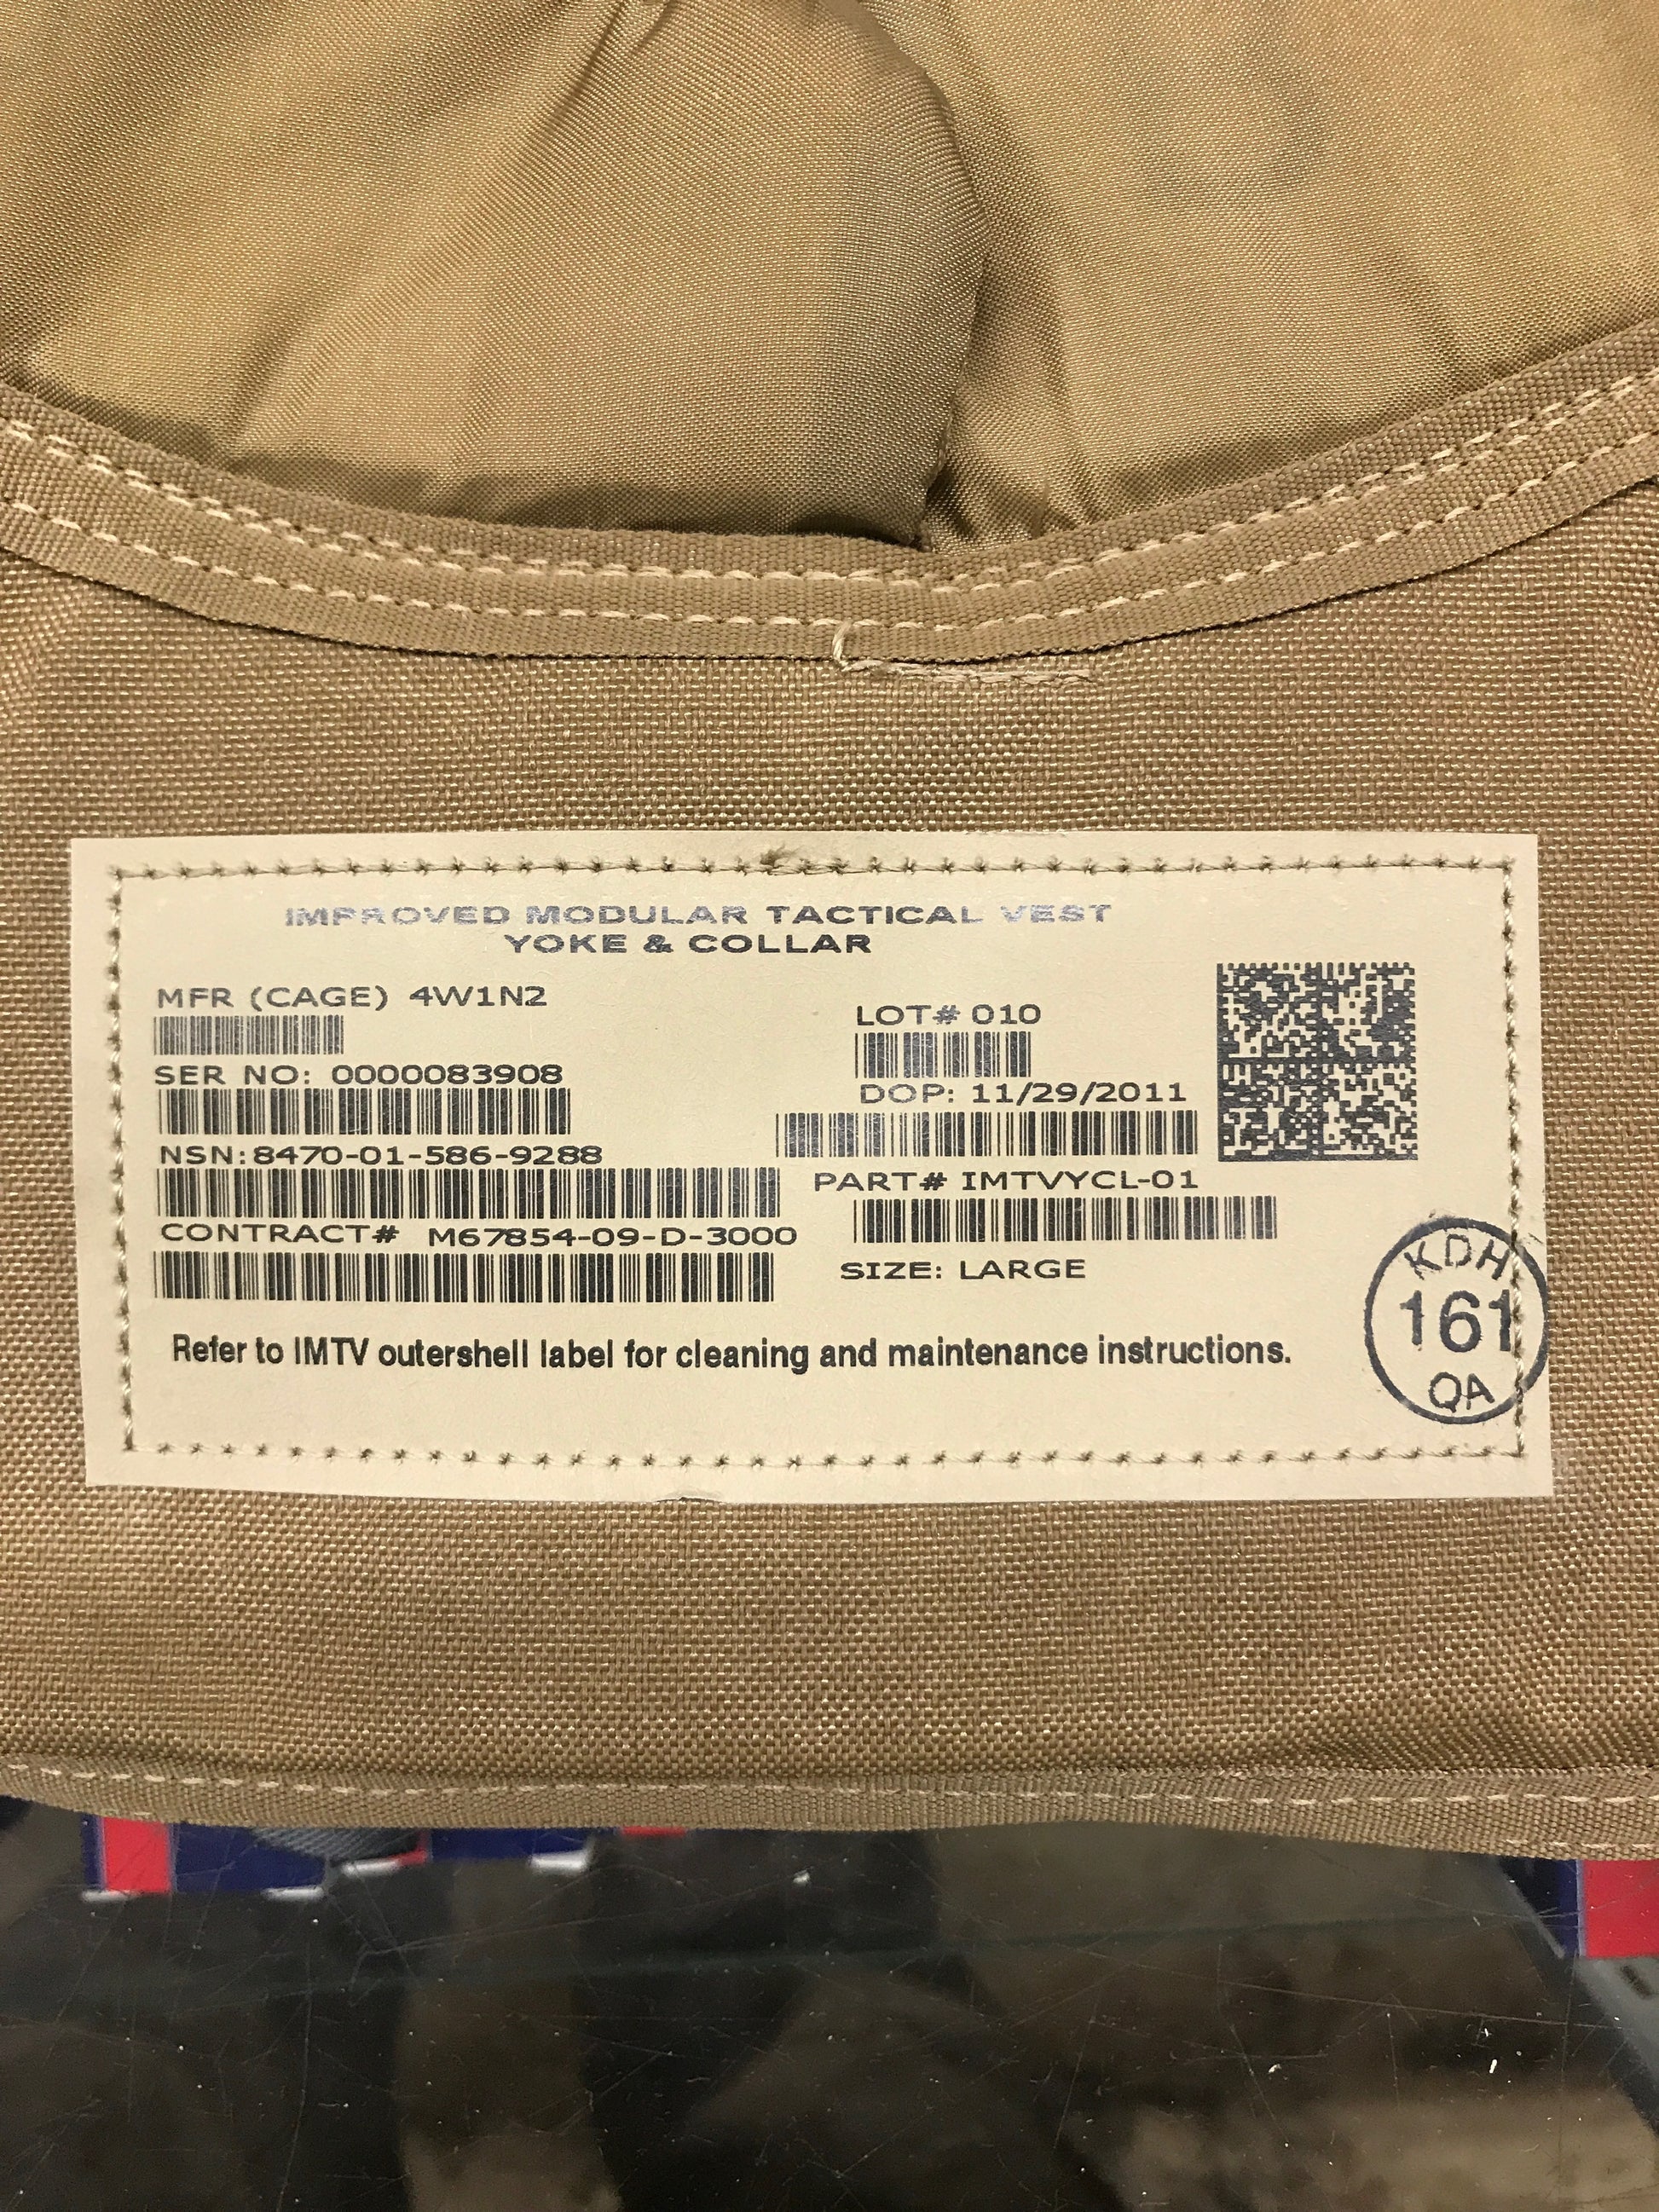 IMPROVED MODULAR TACTICAL VEST
YOKE & COLLAR
MFR (CAGE) 4W1N2
SER NO: 0000083908
NSN:8470-01-586-9288
CONTRACT# M67854-09-D-3000
LOT# 010
DOP: 11/29/2011
PART# IMTVYCL-01
SIZE: LARGE
Refer to IMTV outershell label for cleaning and maintenance instructions.
KDH
161
QA